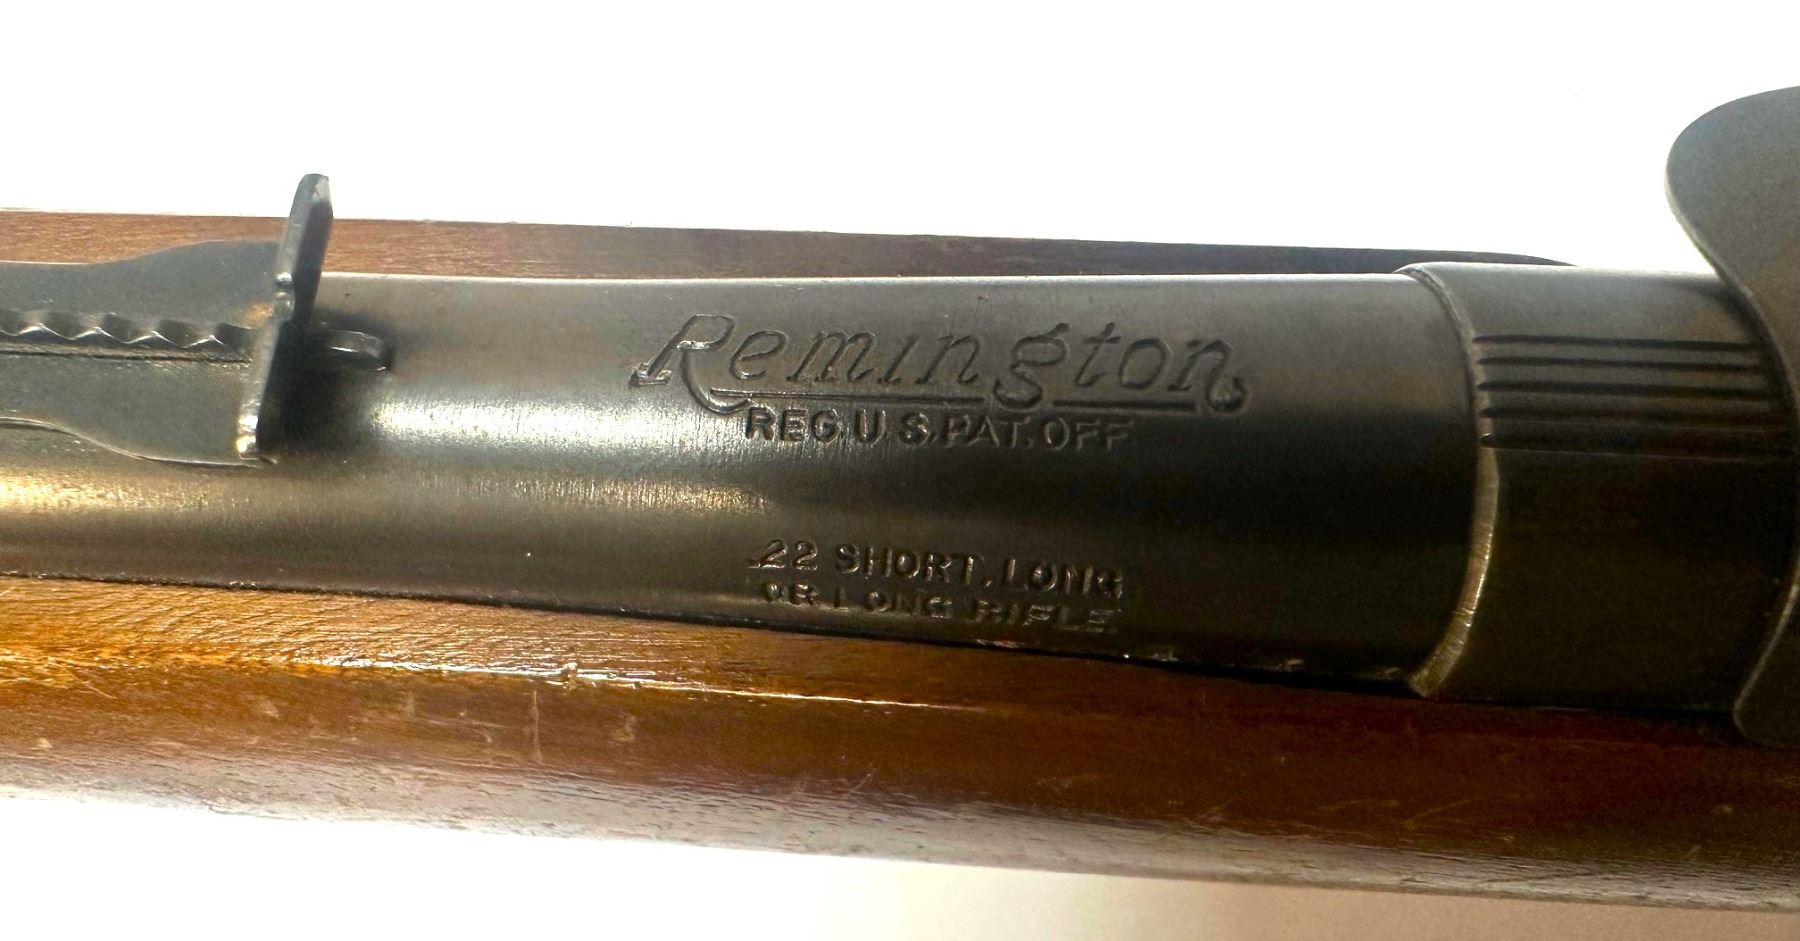 Remington
REG. U.S. PAT. OFF.
.22 SHORT, LONG
OR LONG RIFLE